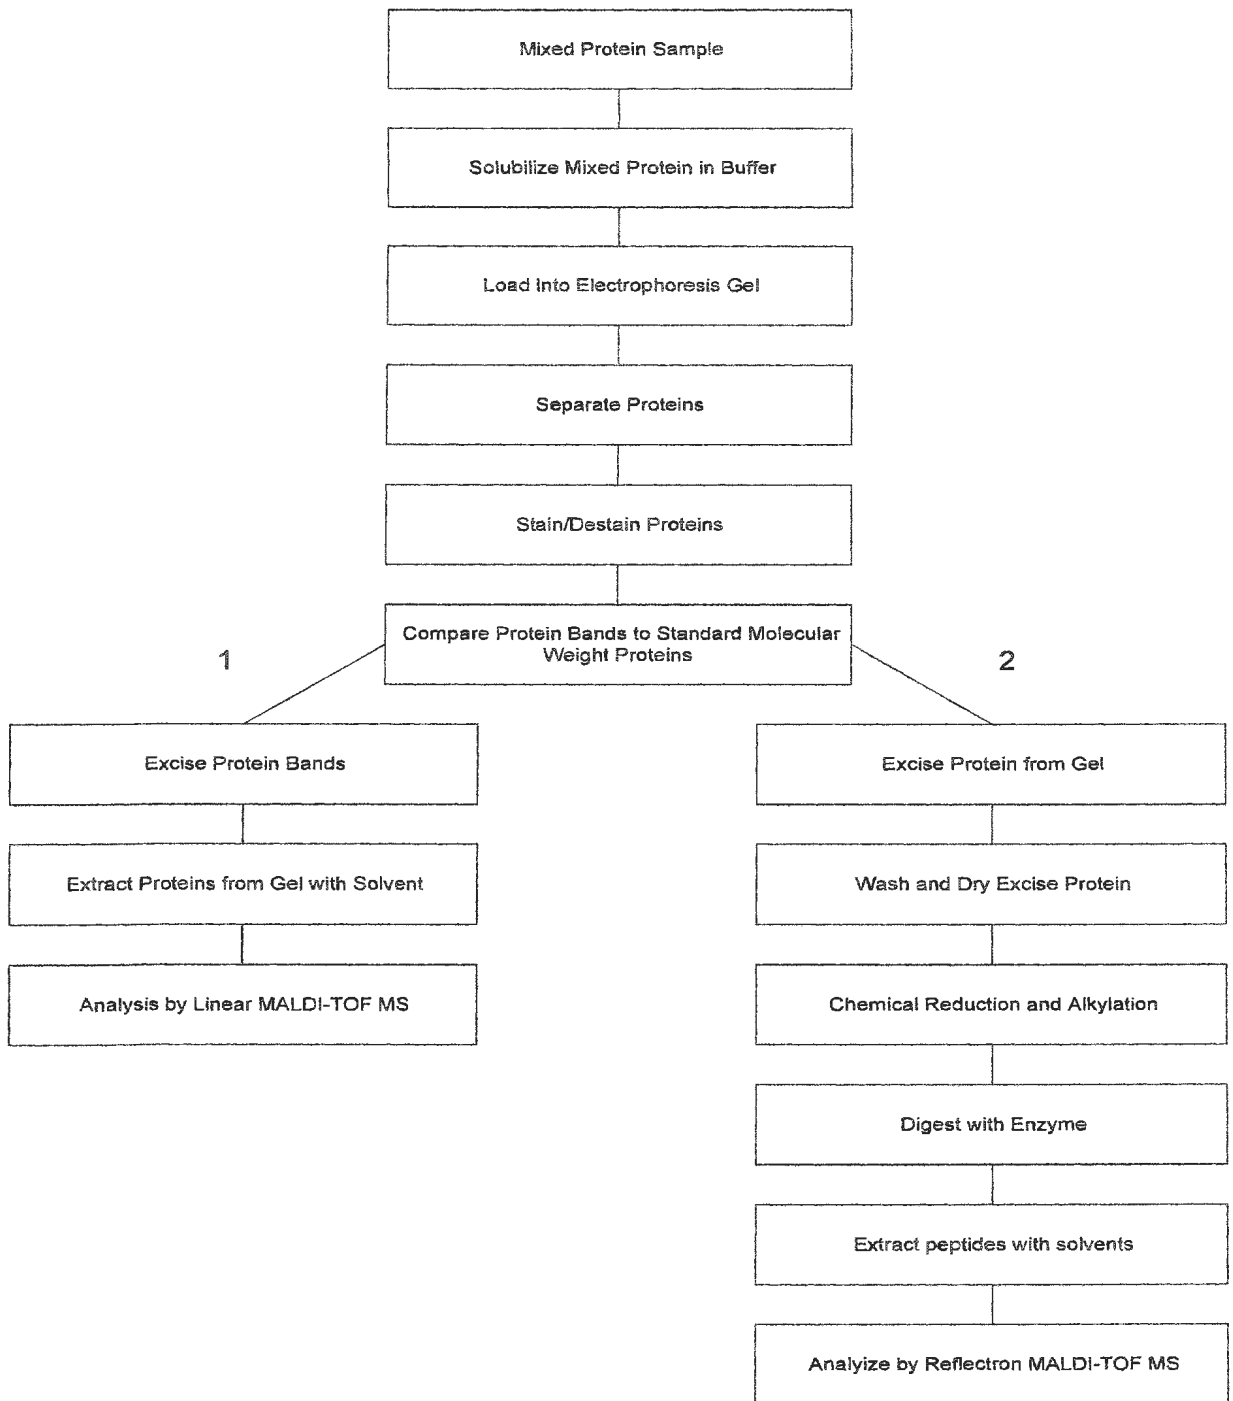 Mixed Protein Sample
Solubilize Mixed Protein in Buffer
Load Into Electrophoresis Gel
Separate Proteins
Stain/Destain Proteins
Compare Protein Bands to Standard Molecular
Weight Proteins
1
2
Excise Protein Bands
Excise Protein from Gel
Extract Proteins from Gel with Solvent
Wash and Dry Excise Protein
Analysis by Linear MALDI-TOF MS
Chemical Reduction and Alkylation
Digest with Enzyme
Extract peptides with solvents
Analyize by Reflectron MALDI-TOF MS